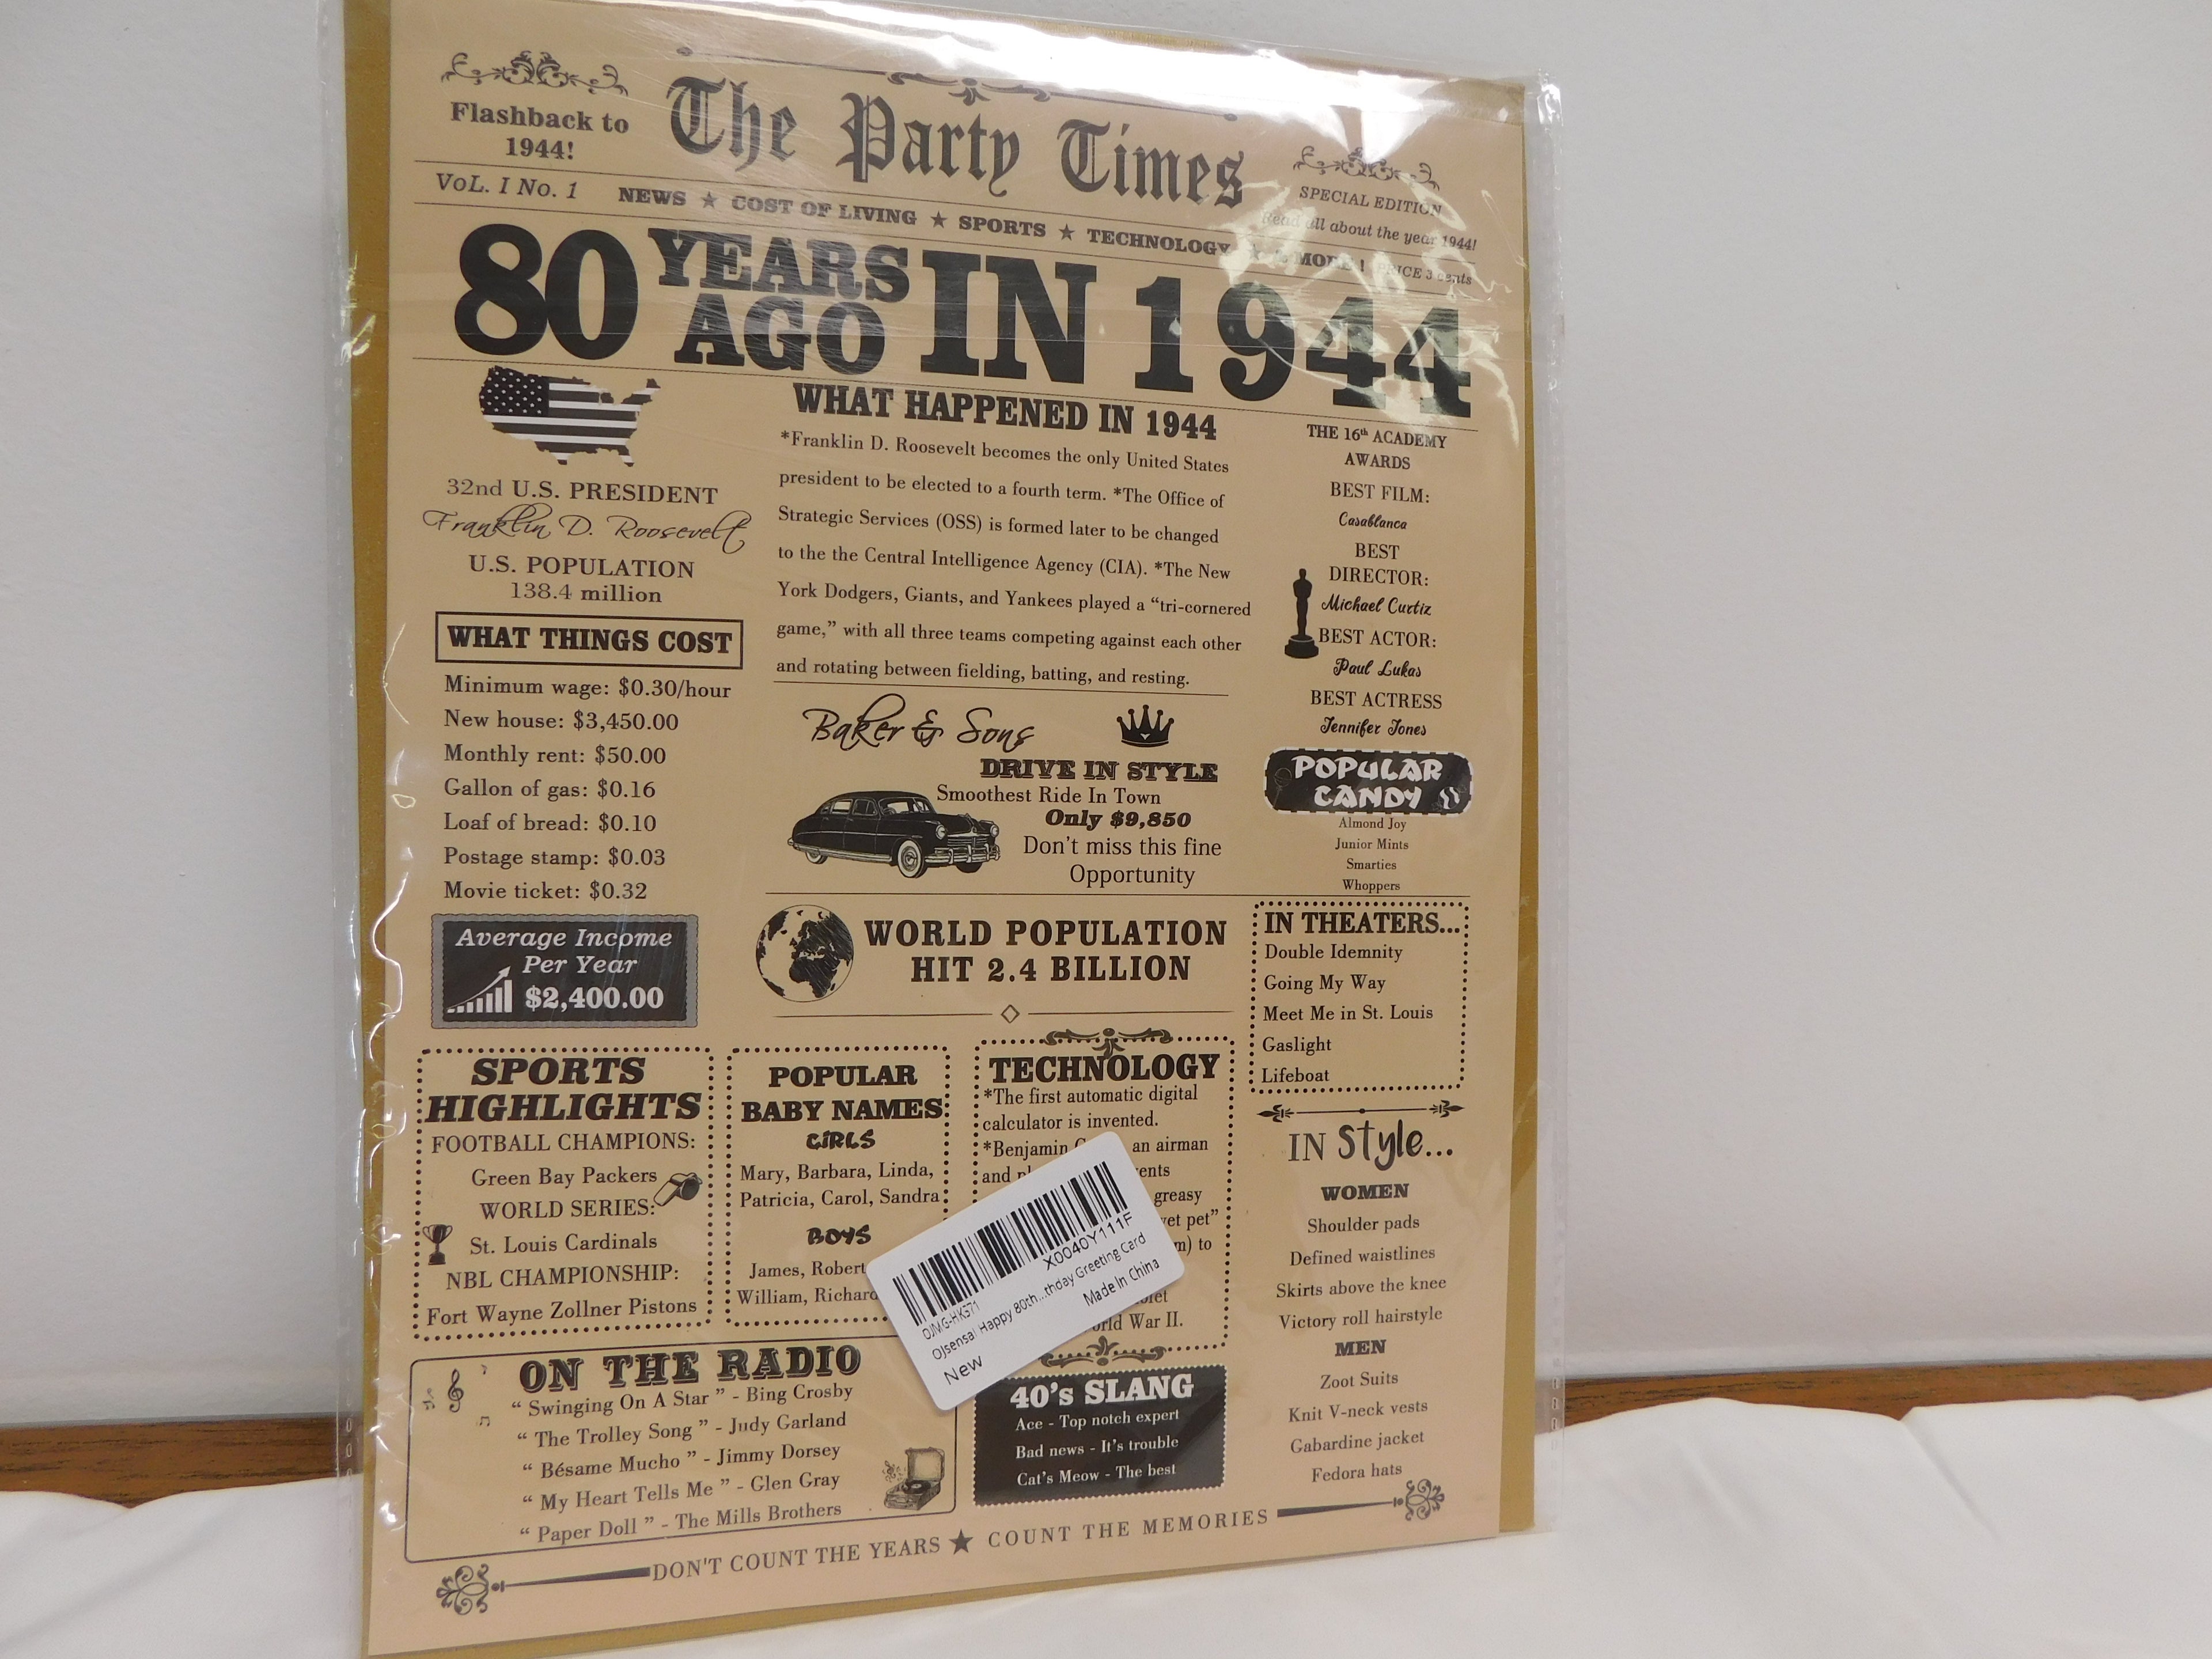 Flashback to
1944!
The Party Times
SPECIAL EDITION
Read all about the year 1944!
VoL. I No. 1
NEWS ★ COST OF LIVING ★ SPORTS ★ TECHNOLOGY ★ & MORE !
PRICE 3 cents
80 YEARS AGO IN 1944
32nd U.S. PRESIDENT
Franklin D. Roosevelt
U.S. POPULATION
138.4 million
WHAT THINGS COST
Minimum wage: $0.30/hour
New house: $3,450.00
Monthly rent: $50.00
Gallon of gas: $0.16
Loaf of bread: $0.10
Postage stamp: $0.03
Movie ticket: $0.32
Average Income
Per Year
$2,400.00
WHAT HAPPENED IN 1944
*Franklin D. Roosevelt becomes the only United States
president to be elected to a fourth term. *The Office of
Strategic Services (OSS) is formed later to be changed
to the the Central Intelligence Agency (CIA). *The New
York Dodgers, Giants, and Yankees played a “tri-cornered
game,” with all three teams competing against each other
and rotating between fielding, batting, and resting.
Baker & Sons
DRIVE IN STYLE
Smoothest Ride In Town
Only $9,850
Don't miss this fine
Opportunity
WORLD POPULATION
HIT 2.4 BILLION
THE 16th ACADEMY
AWARDS
BEST FILM:
Casablanca
BEST
DIRECTOR:
Michael Curtiz
BEST ACTOR:
Paul Lukas
BEST ACTRESS
Jennifer Jones
POPULAR
CANDY
Almond Joy
Junior Mints
Smarties
Whoppers
IN THEATERS...
Double Idemnity
Going My Way
Meet Me in St. Louis
Gaslight
Lifeboat
SPORTS
HIGHLIGHTS
FOOTBALL CHAMPIONS:
Green Bay Packers
WORLD SERIES:
St. Louis Cardinals
NBL CHAMPIONSHIP:
Fort Wayne Zollner Pistons
POPULAR
BABY NAMES
GIRLS
Mary, Barbara, Linda,
Patricia, Carol, Sandra
BOYS
James, Robert
William, Richard
TECHNOLOGY
*The first automatic digital
calculator is invented.
*Benjamin an airman
and
greasy
pet”
to
World War II.
X0040Y111F
OJMG-HK571
OJsensai Happy 80th...thday Greeting Card
New
Made In China
IN Style...
WOMEN
Shoulder pads
Defined waistlines
Skirts above the knee
Victory roll hairstyle
MEN
Zoot Suits
Knit V-neck vests
Gabardine jacket
Fedora hats
ON THE RADIO
“ Swinging On A Star ” - Bing Crosby
“ The Trolley Song ” - Judy Garland
“ Bésame Mucho ” - Jimmy Dorsey
“ My Heart Tells Me ” - Glen Gray
“ Paper Doll ” - The Mills Brothers
40's SLANG
Ace - Top notch expert
Bad news - It's trouble
Cat's Meow - The best
DON'T COUNT THE YEARS ★ COUNT THE MEMORIES